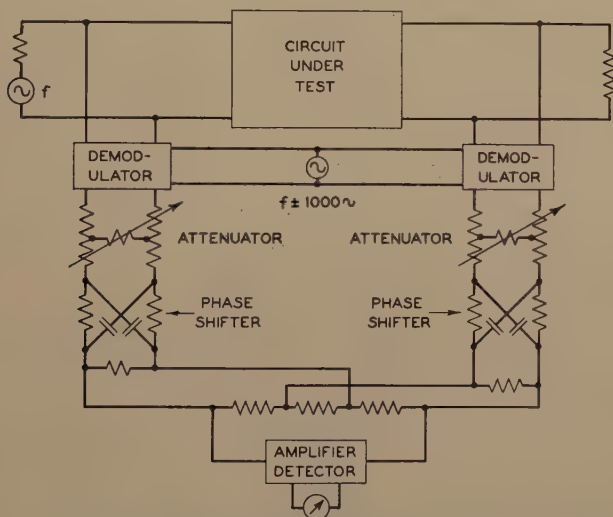 CIRCUIT
UNDER
TEST
f
DEMOD-
ULATOR
DEMOD-
ULATOR
f ± 1000 ~
ATTENUATOR
ATTENUATOR
PHASE
SHIFTER
PHASE
SHIFTER
AMPLIFIER
DETECTOR